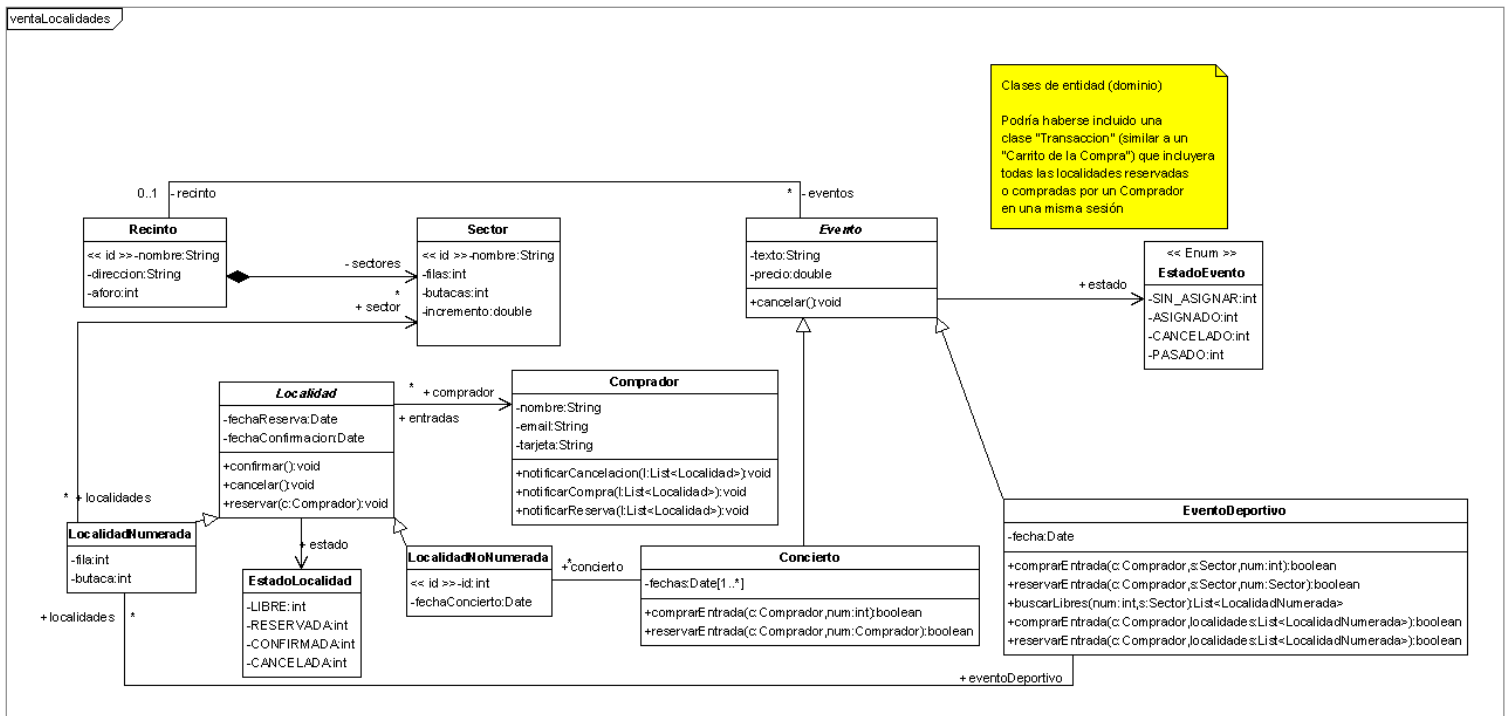 ventaLocalidades
Clases de entidad (dominio)
Podría haberse incluido una
clase "Transaccion" (similar a un
"Carrito de la Compra") que incluyera
todas las localidades reservadas
o compradas por un Comprador
en una misma sesión
0..1
- recinto
*
- eventos
Recinto
<< id >>-nombre:String
-direccion:String
-aforo:int
- sectores
*
+ sector
Sector
<< id >>-nombre:String
-filas:int
-butacas:int
-incremento:double
Evento
-texto:String
-precio:double
+cancelar():void
+ estado
<< Enum >>
EstadoEvento
-SIN_ASIGNAR:int
-ASIGNADO:int
-CANCELADO:int
-PASADO:int
Localidad
-fechaReserva:Date
-fechaConfirmacion:Date
+confirmar():void
+cancelar():void
+reservar(c:Comprador):void
*
+ comprador
+ entradas
Comprador
-nombre:String
-email:String
-tarjeta:String
+notificarCancelacion(l:List<Localidad>):void
+notificarCompra(l:List<Localidad>):void
+notificarReserva(l:List<Localidad>):void
*
+ localidades
LocalidadNumerada
-fila:int
-butaca:int
+ estado
EstadoLocalidad
-LIBRE:int
-RESERVADA:int
-CONFIRMADA:int
-CANCELADA:int
LocalidadNoNumerada
<< id >>-id:int
-fechaConcierto:Date
*
+ concierto
Concierto
-fechas:Date[1..*]
+comprarEntrada(c:Comprador,num:int):boolean
+reservarEntrada(c:Comprador,num:Comprador):boolean
EventoDeportivo
-fecha:Date
+comprarEntrada(c:Comprador,s:Sector,num:int):boolean
+reservarEntrada(c:Comprador,s:Sector,num:Sector):boolean
+buscarLibres(num:int,s:Sector):List<LocalidadNumerada>
+comprarEntrada(c:Comprador,localidades:List<LocalidadNumerada>):boolean
+reservarEntrada(c:Comprador,localidades:List<LocalidadNumerada>):boolean
+ localidades
*
+ eventoDeportivo